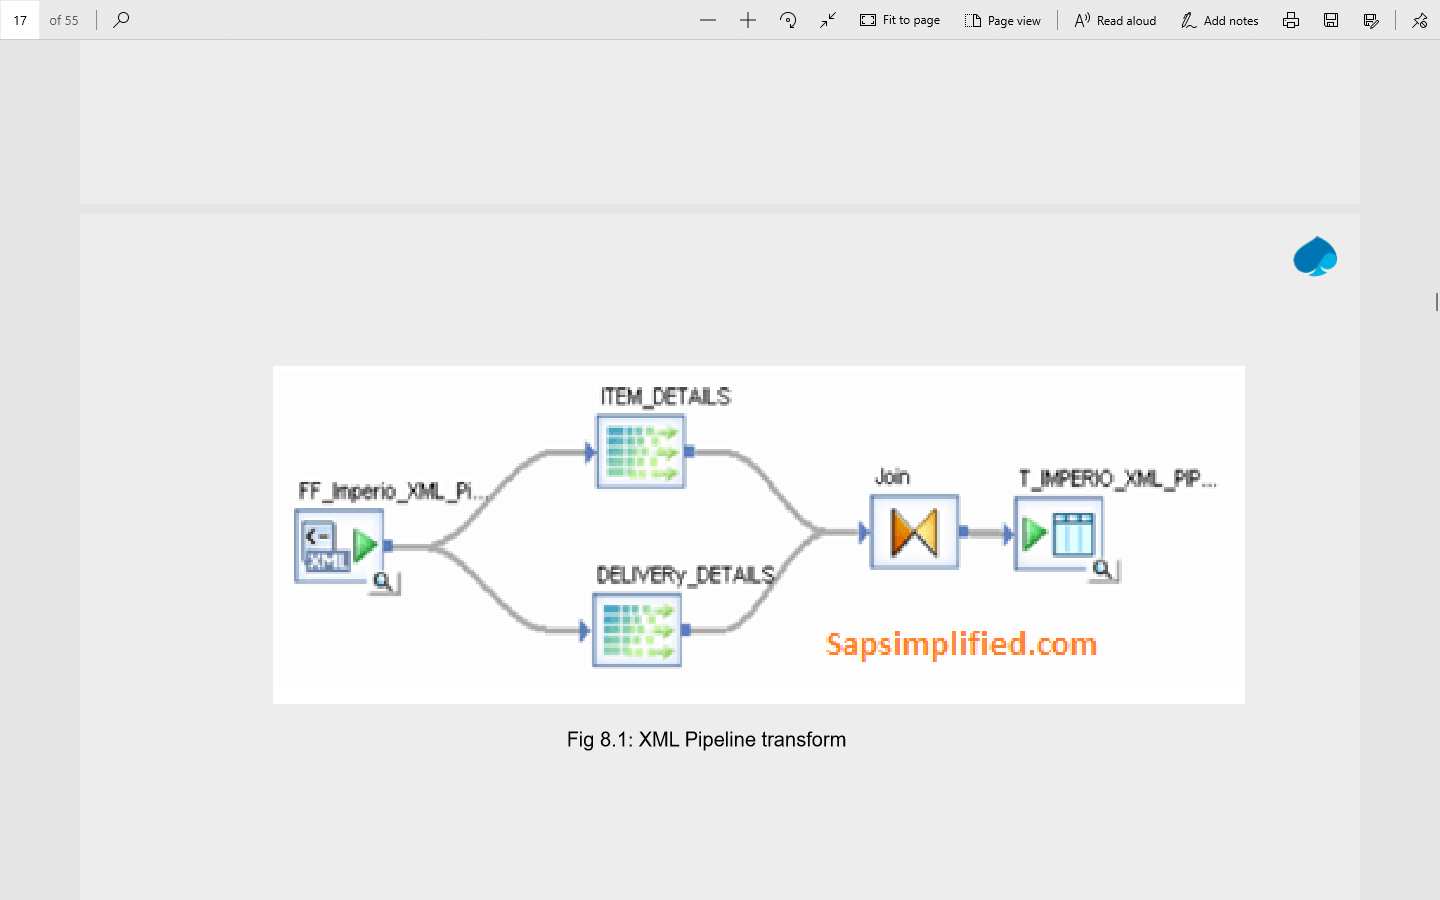 17 of 55 Fit to page Page view Read aloud Add notes
ITEM_DETAILS
FF_Imperio_XML_Pi...
<-
XML
DELIVERy_DETAILS
Join
T_IMPERIO_XML_PIP...
Sapsimplified.com
Fig 8.1: XML Pipeline transform